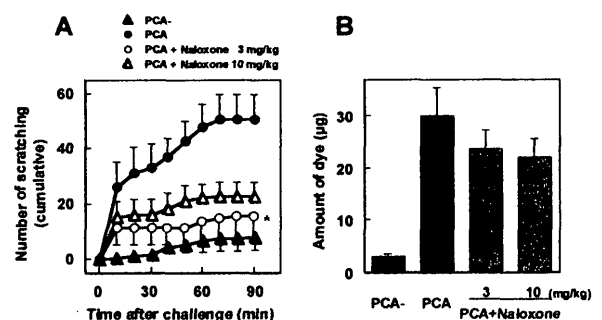 A
PCA-
PCA
PCA + Naloxone 3 mg/kg
PCA + Naloxone 10 mg/kg
Number of scratching
(cumulative)
60
40
20
0
*
0 30 60 90
Time after challenge (min)
B
Amount of dye (µg)
30
20
10
0
PCA- PCA 3 10 (mg/kg)
PCA+Naloxone